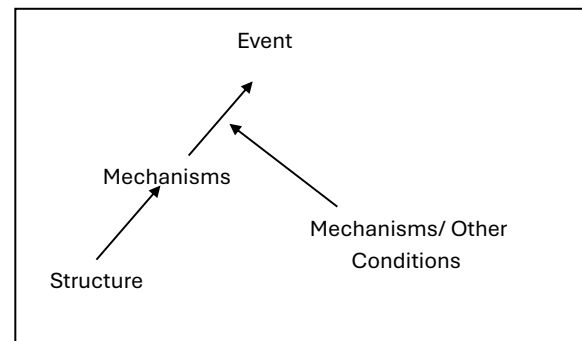 Event
Mechanisms
Mechanisms/ Other
Conditions
Structure